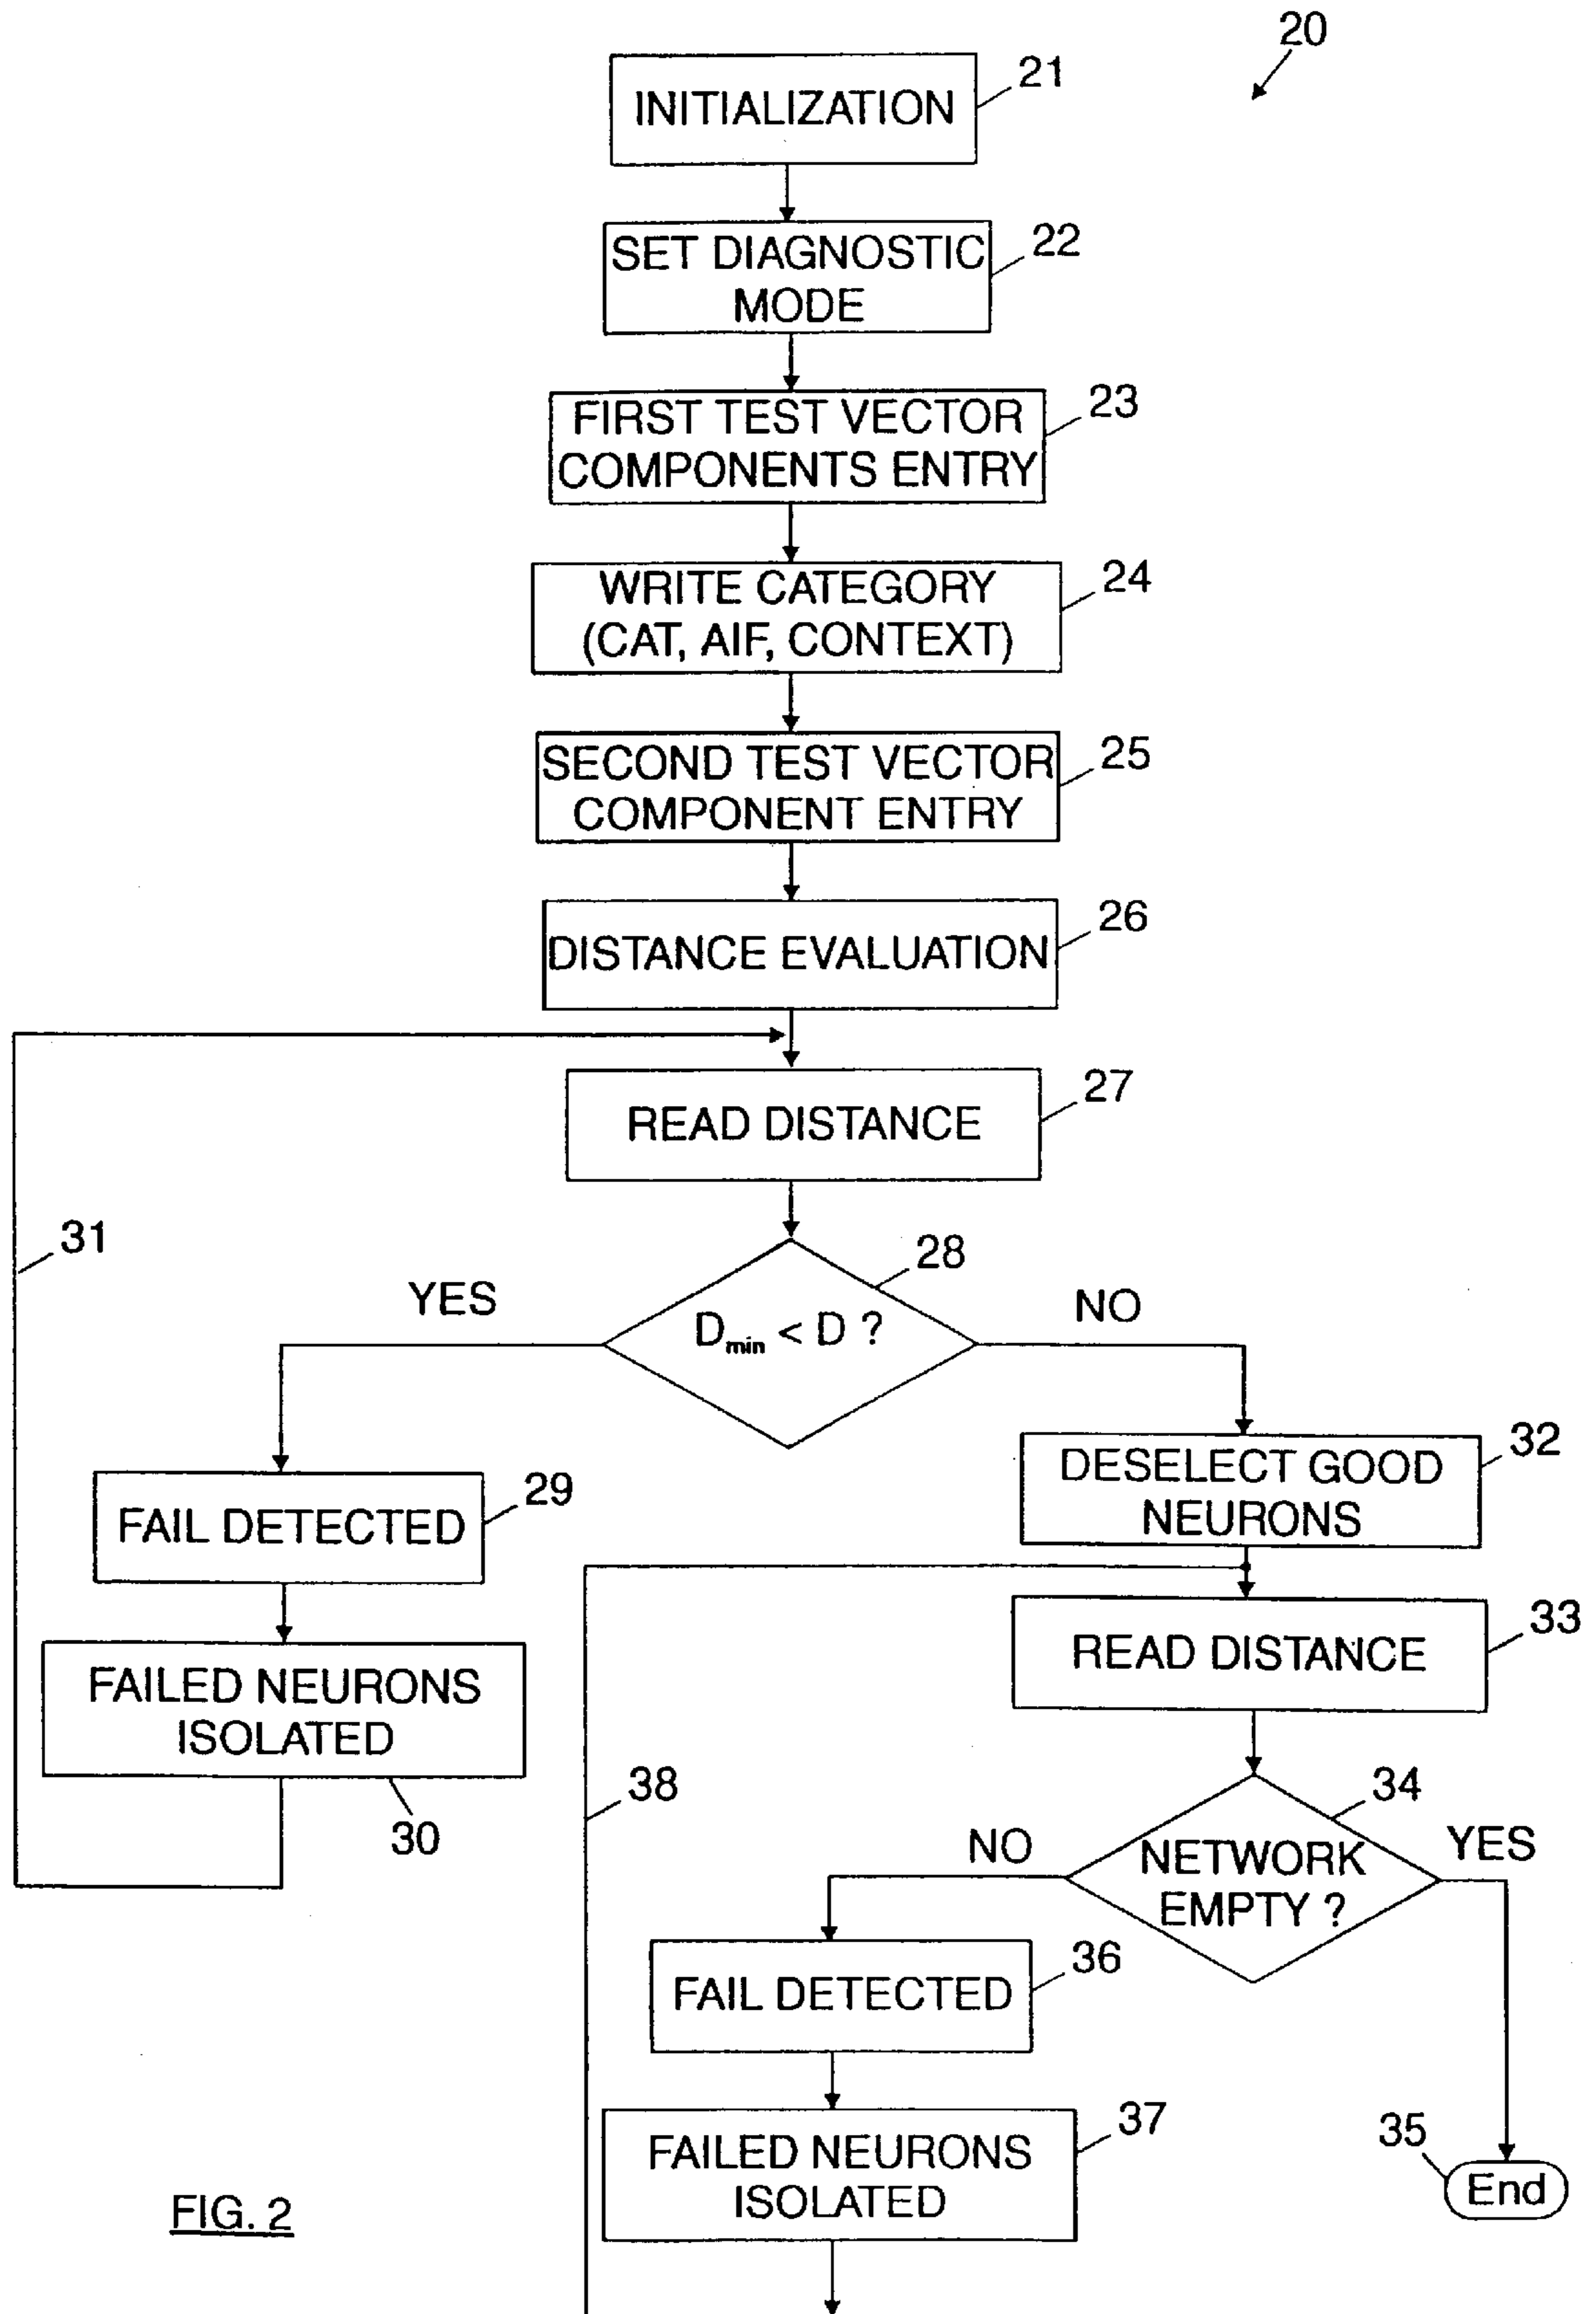 20
INITIALIZATION
21
SET DIAGNOSTIC
MODE
22
FIRST TEST VECTOR
COMPONENTS ENTRY
23
WRITE CATEGORY
(CAT, AIF, CONTEXT)
24
SECOND TEST VECTOR
COMPONENT ENTRY
25
DISTANCE EVALUATION
26
READ DISTANCE
27
31
28
YES
Dmin < D ?
NO
DESELECT GOOD
NEURONS
32
FAIL DETECTED
29
READ DISTANCE
33
FAILED NEURONS
ISOLATED
30
38
34
NO
NETWORK
EMPTY ?
YES
FAIL DETECTED
36
FAILED NEURONS
ISOLATED
37
35
End
FIG. 2